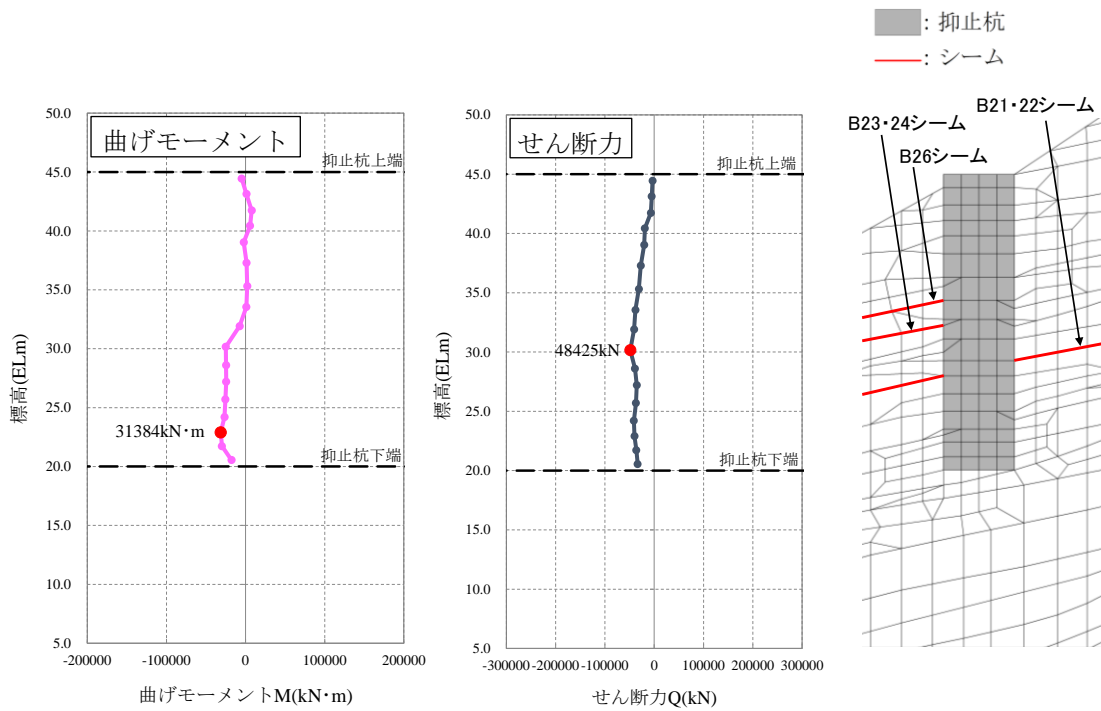 : 抑止杭
: シーム
B21・22シーム
B23・24シーム
B26シーム
曲げモーメント
抑止杭上端
31384kN・m
抑止杭下端
標高(ELm)
50.0
45.0
40.0
35.0
30.0
25.0
20.0
15.0
10.0
5.0
-200000 -100000 0 100000 200000
曲げモーメントM(kN・m)
せん断力
抑止杭上端
48425kN
抑止杭下端
標高(ELm)
50.0
45.0
40.0
35.0
30.0
25.0
20.0
15.0
10.0
5.0
-300000 -200000 -100000 0 100000 200000 300000
せん断力Q(kN)